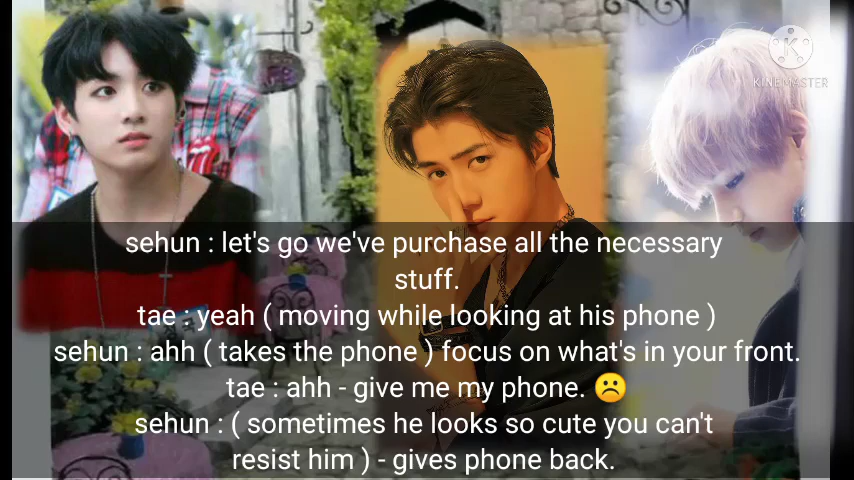 KINEMASTER
sehun : let's go we've purchase all the necessary
stuff.
tae : yeah ( moving while looking at his phone )
sehun : ahh ( takes the phone ) focus on what's in your front.
tae : ahh - give me my phone. ☹️
sehun : ( sometimes he looks so cute you can't
resist him ) - gives phone back.